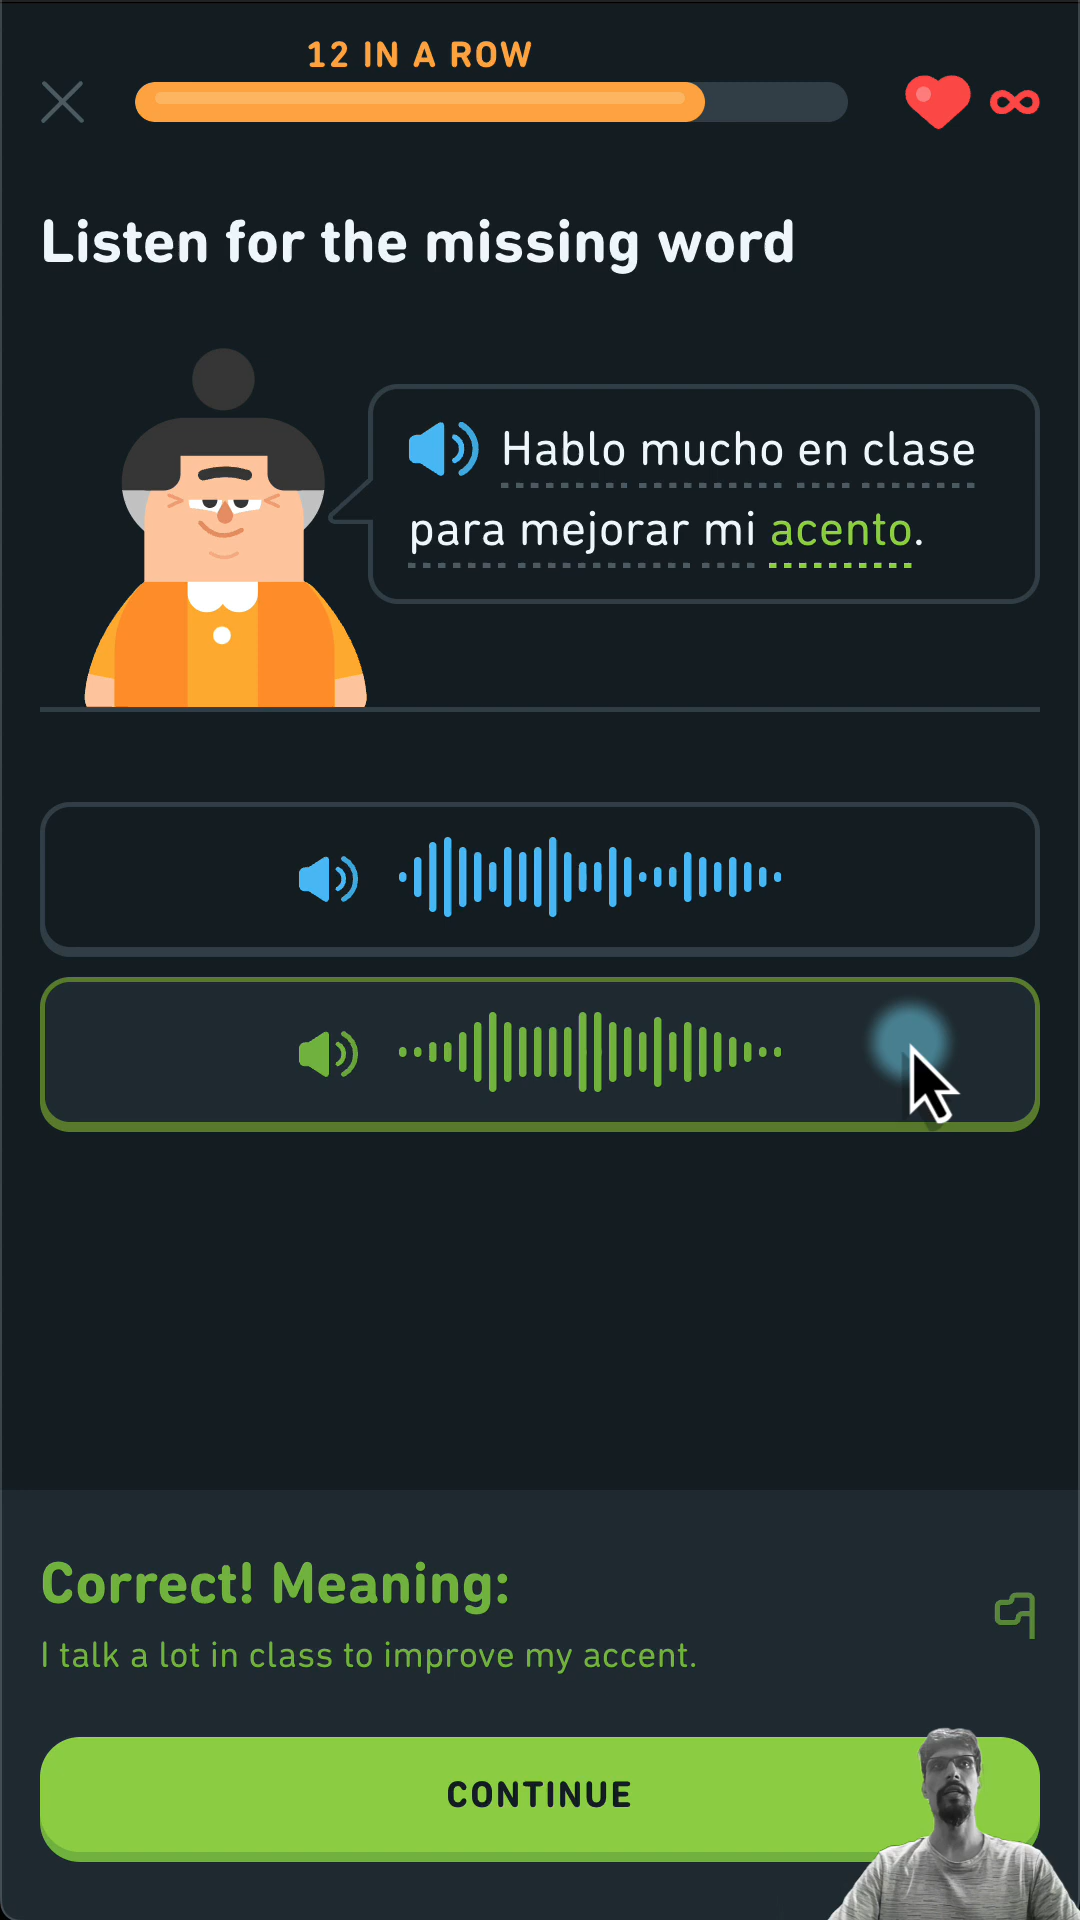 12 IN A ROW
Listen for the missing word
Hablo mucho en clase
para mejorar mi acento.
Correct! Meaning:
I talk a lot in class to improve my accent.
CONTINUE